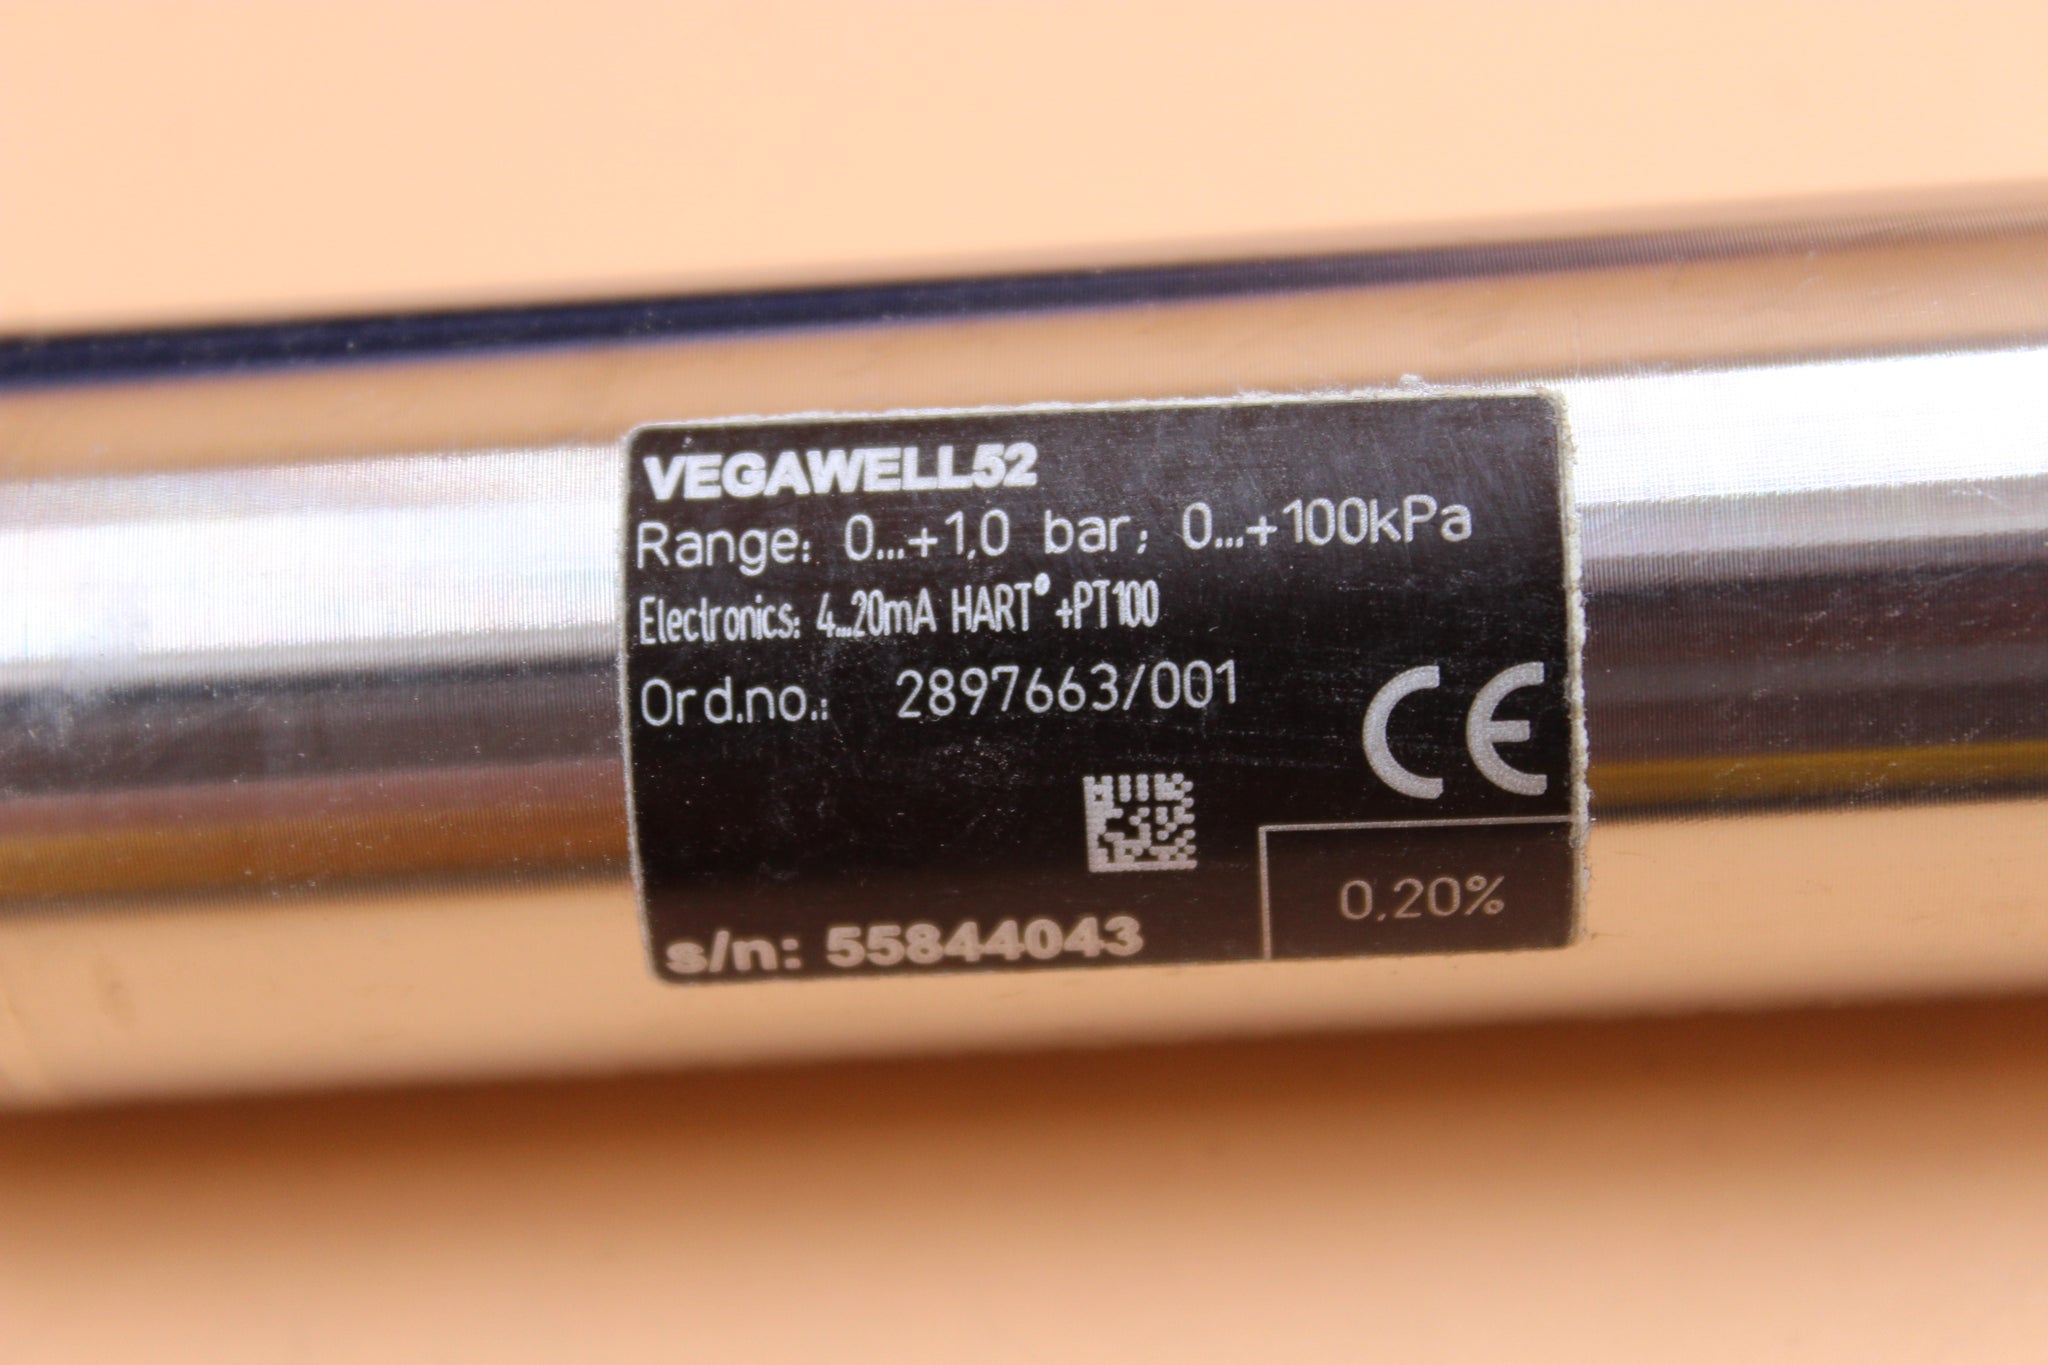 VEGAWELL52
Range: 0...+1,0 bar; 0...+100kPa
Electronics: 4...20mA HART® +PT100
Ord.no.: 2897663/001
CE
0,20%
s/n: 55844043